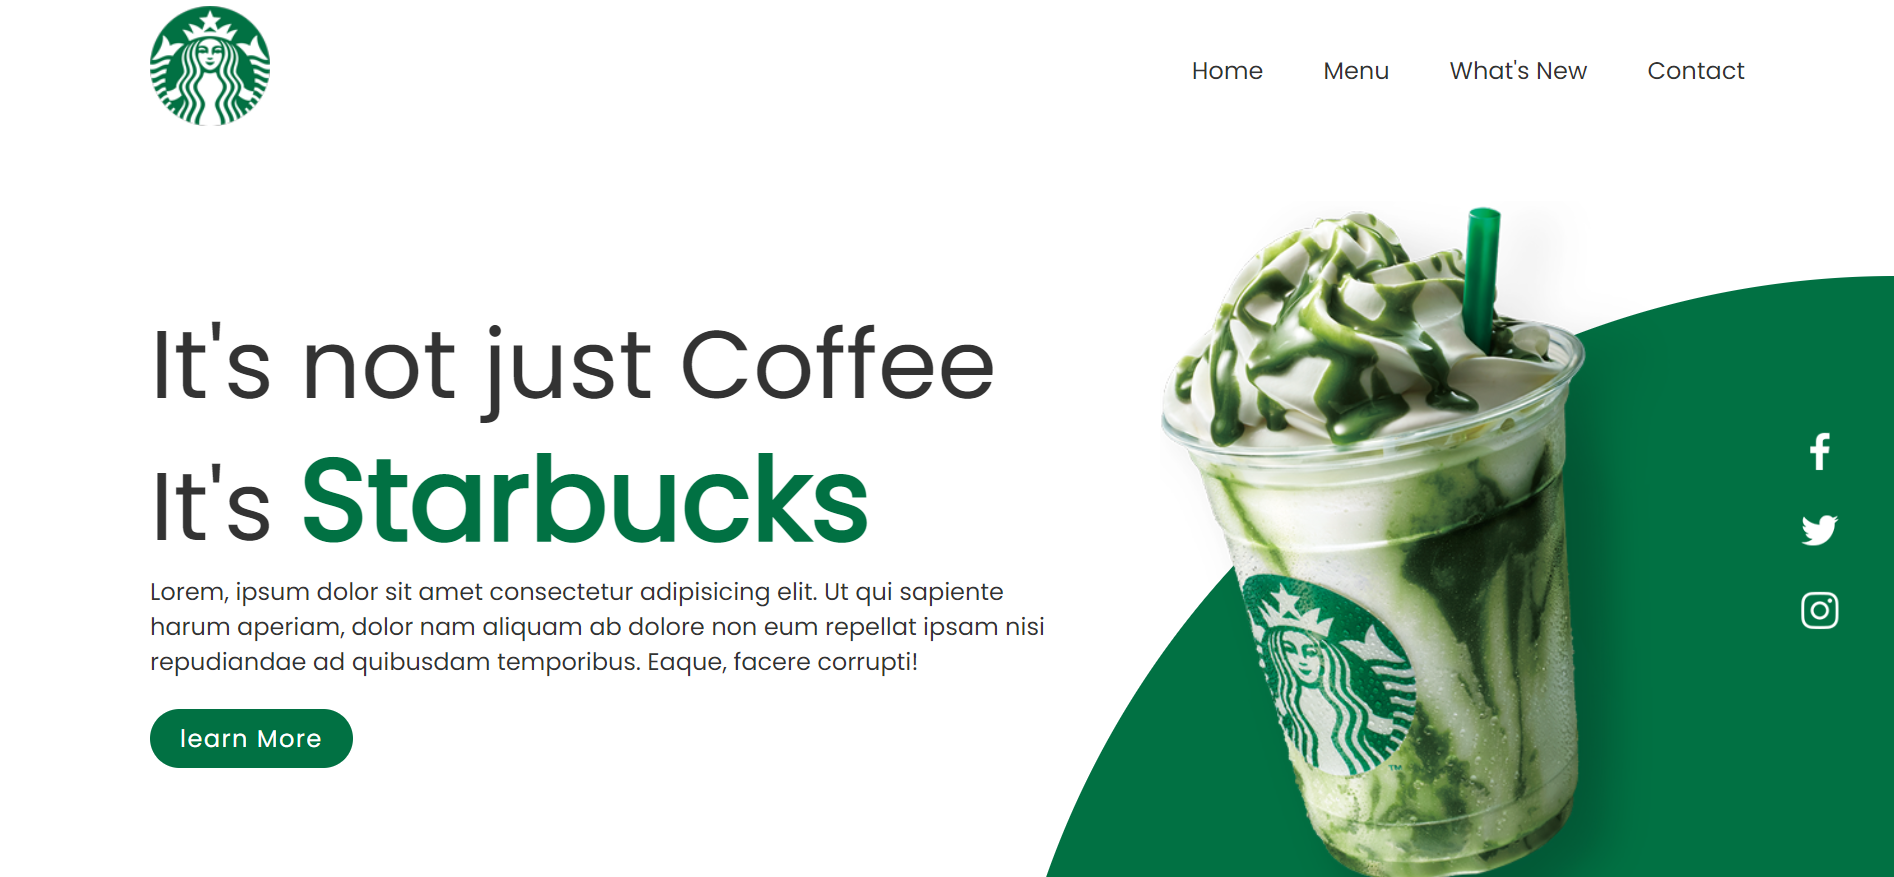 Home Menu What's New Contact
It's not just Coffee
It's Starbucks
Lorem, ipsum dolor sit amet consectetur adipisicing elit. Ut qui sapiente
harum aperiam, dolor nam aliquam ab dolore non eum repellat ipsam nisi
repudiandae ad quibusdam temporibus. Eaque, facere corrupti!
learn More
TM